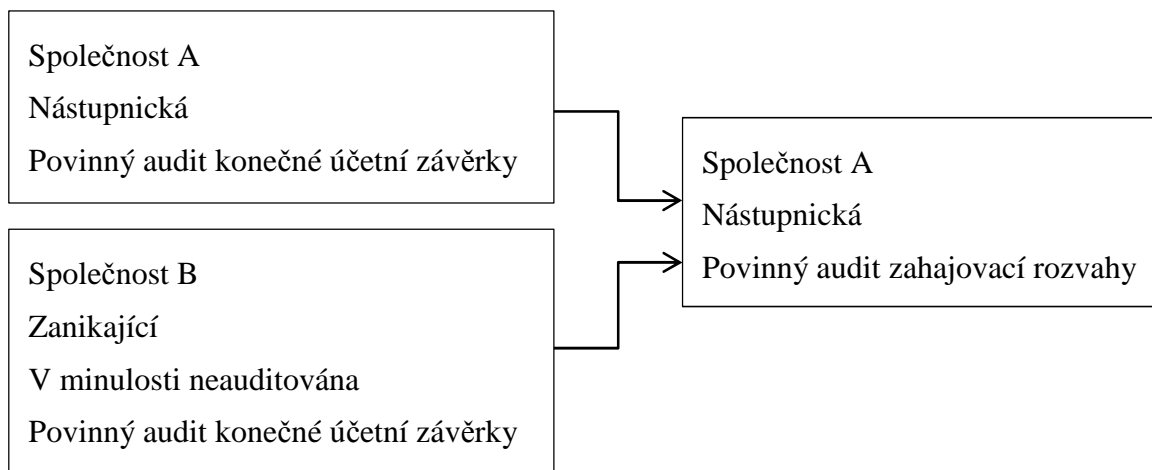 Společnost A
Nástupnická
Povinný audit konečné účetní závěrky
Společnost B
Zanikající
V minulosti neauditována
Povinný audit konečné účetní závěrky
Společnost A
Nástupnická
Povinný audit zahajovací rozvahy